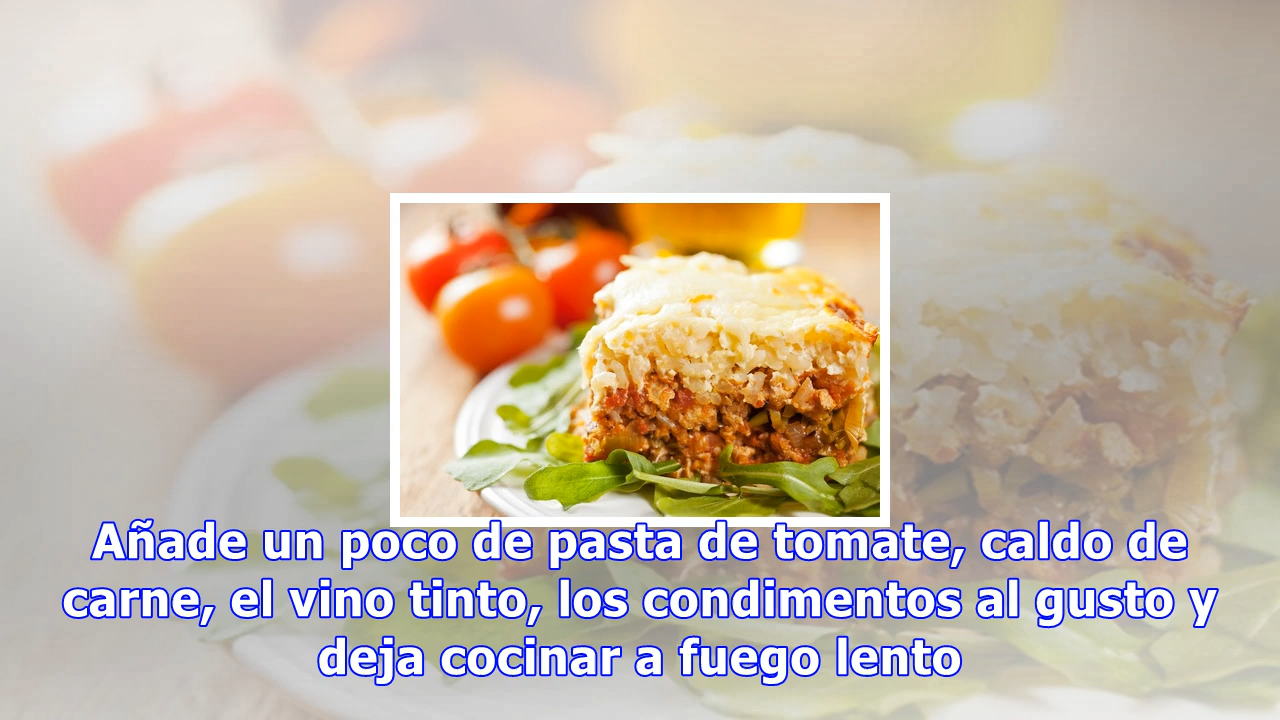 Añade un poco de pasta de tomate, caldo de
carne, el vino tinto, los condimentos al gusto y
deja cocinar a fuego lento